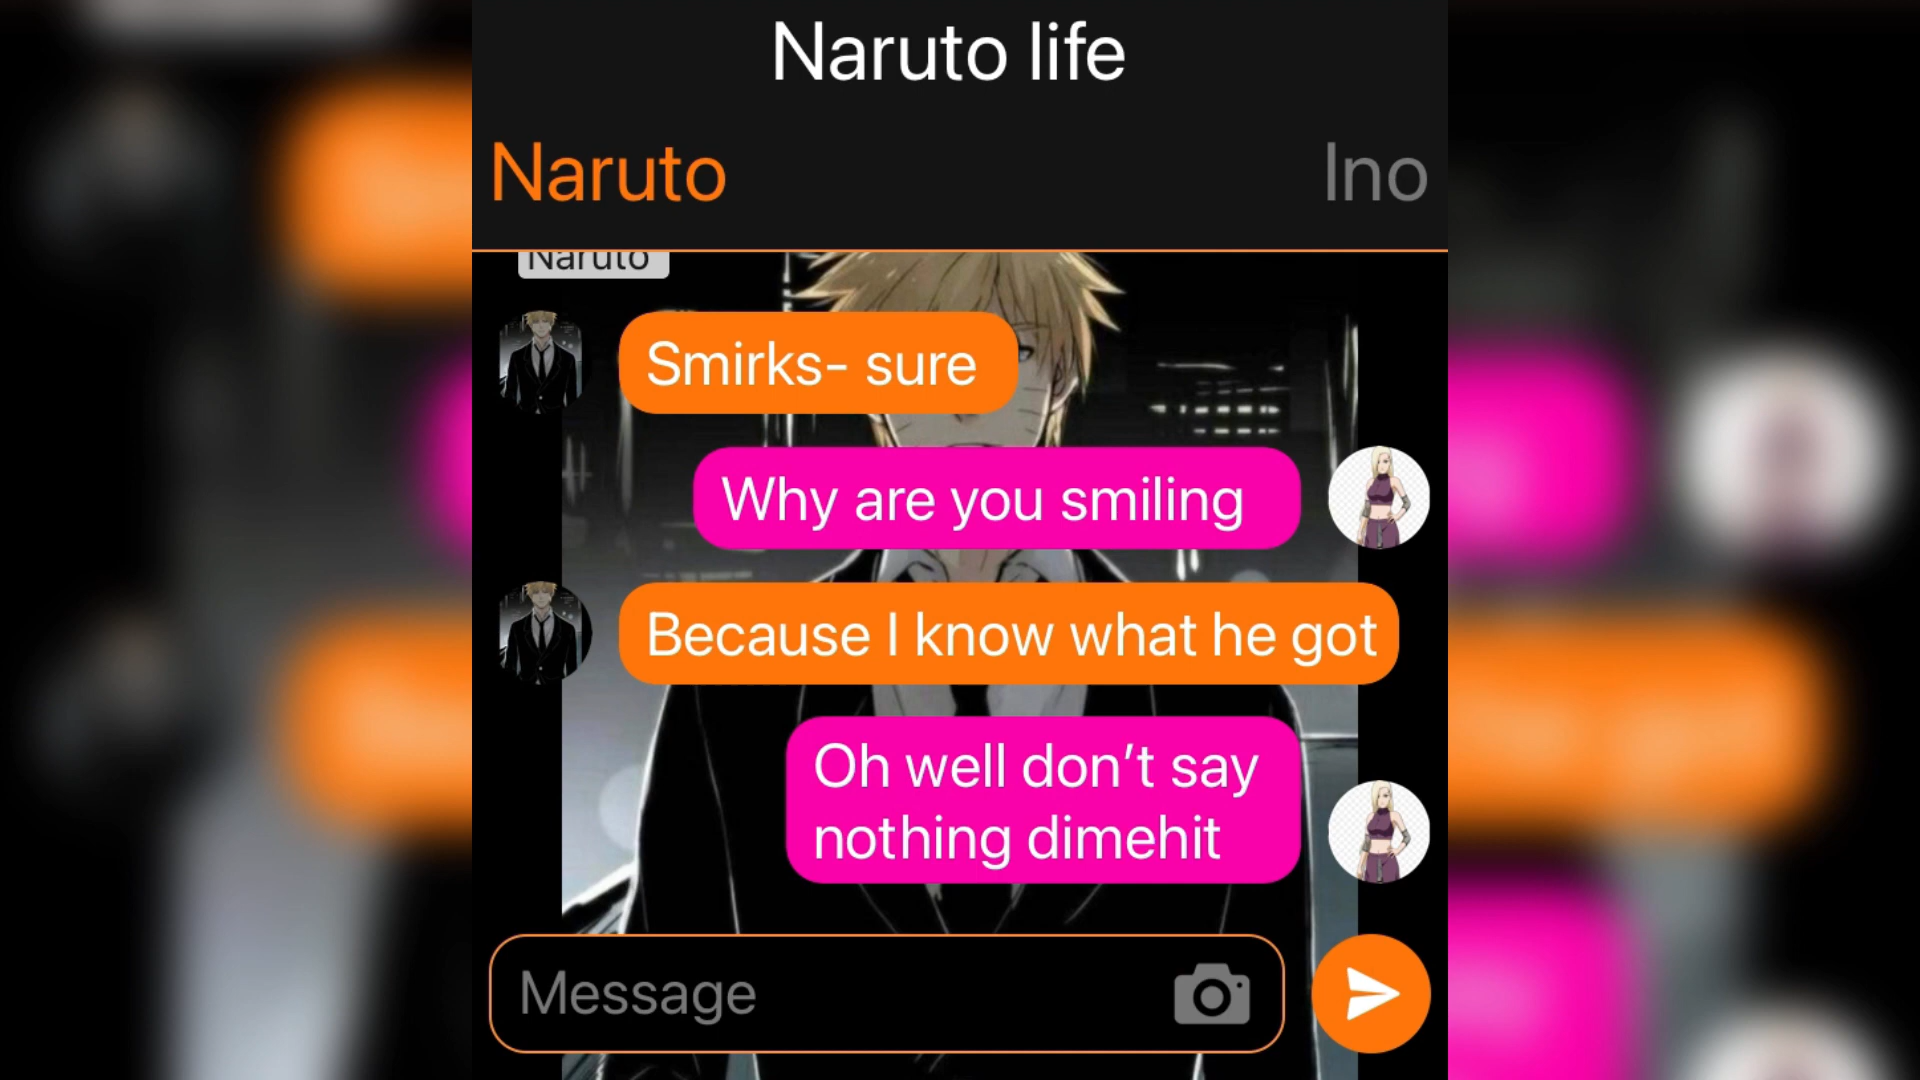 Naruto life
Naruto
Ino
Naruto
Smirks- sure
Why are you smiling
Because I know what he got
Oh well don’t say
nothing dimehit
Message